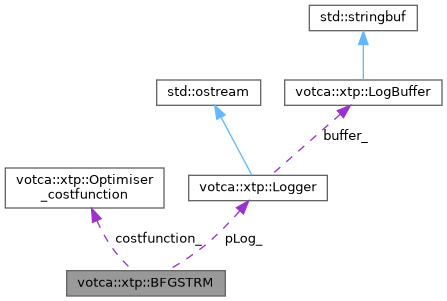 std::stringbuf
std::ostream
votca::xtp::LogBuffer
buffer_
votca::xtp::Optimiser
_costfunction
votca::xtp::Logger
costfunction_
pLog_
votca::xtp::BFGSTRM